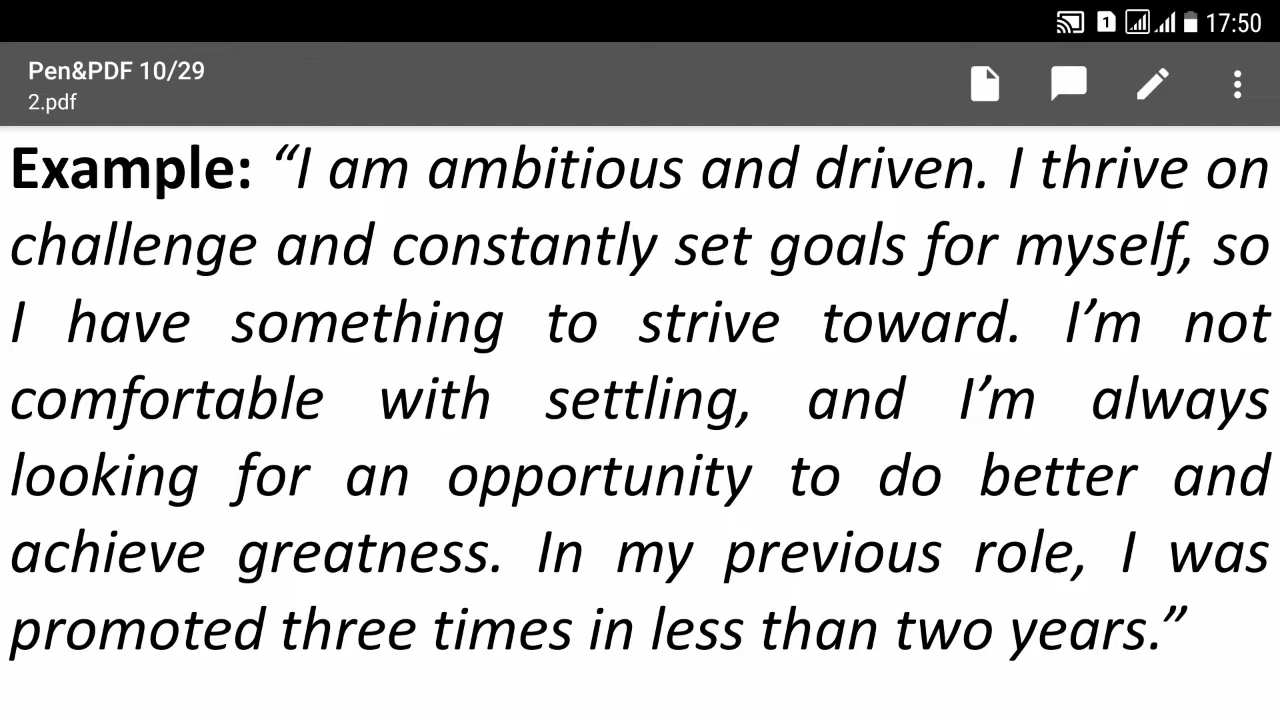 1 17:50
Pen&PDF 10/29
2.pdf
Example: “I am ambitious and driven. I thrive on
challenge and constantly set goals for myself, so
I have something to strive toward. I’m not
comfortable with settling, and I’m always
looking for an opportunity to do better and
achieve greatness. In my previous role, I was
promoted three times in less than two years.”